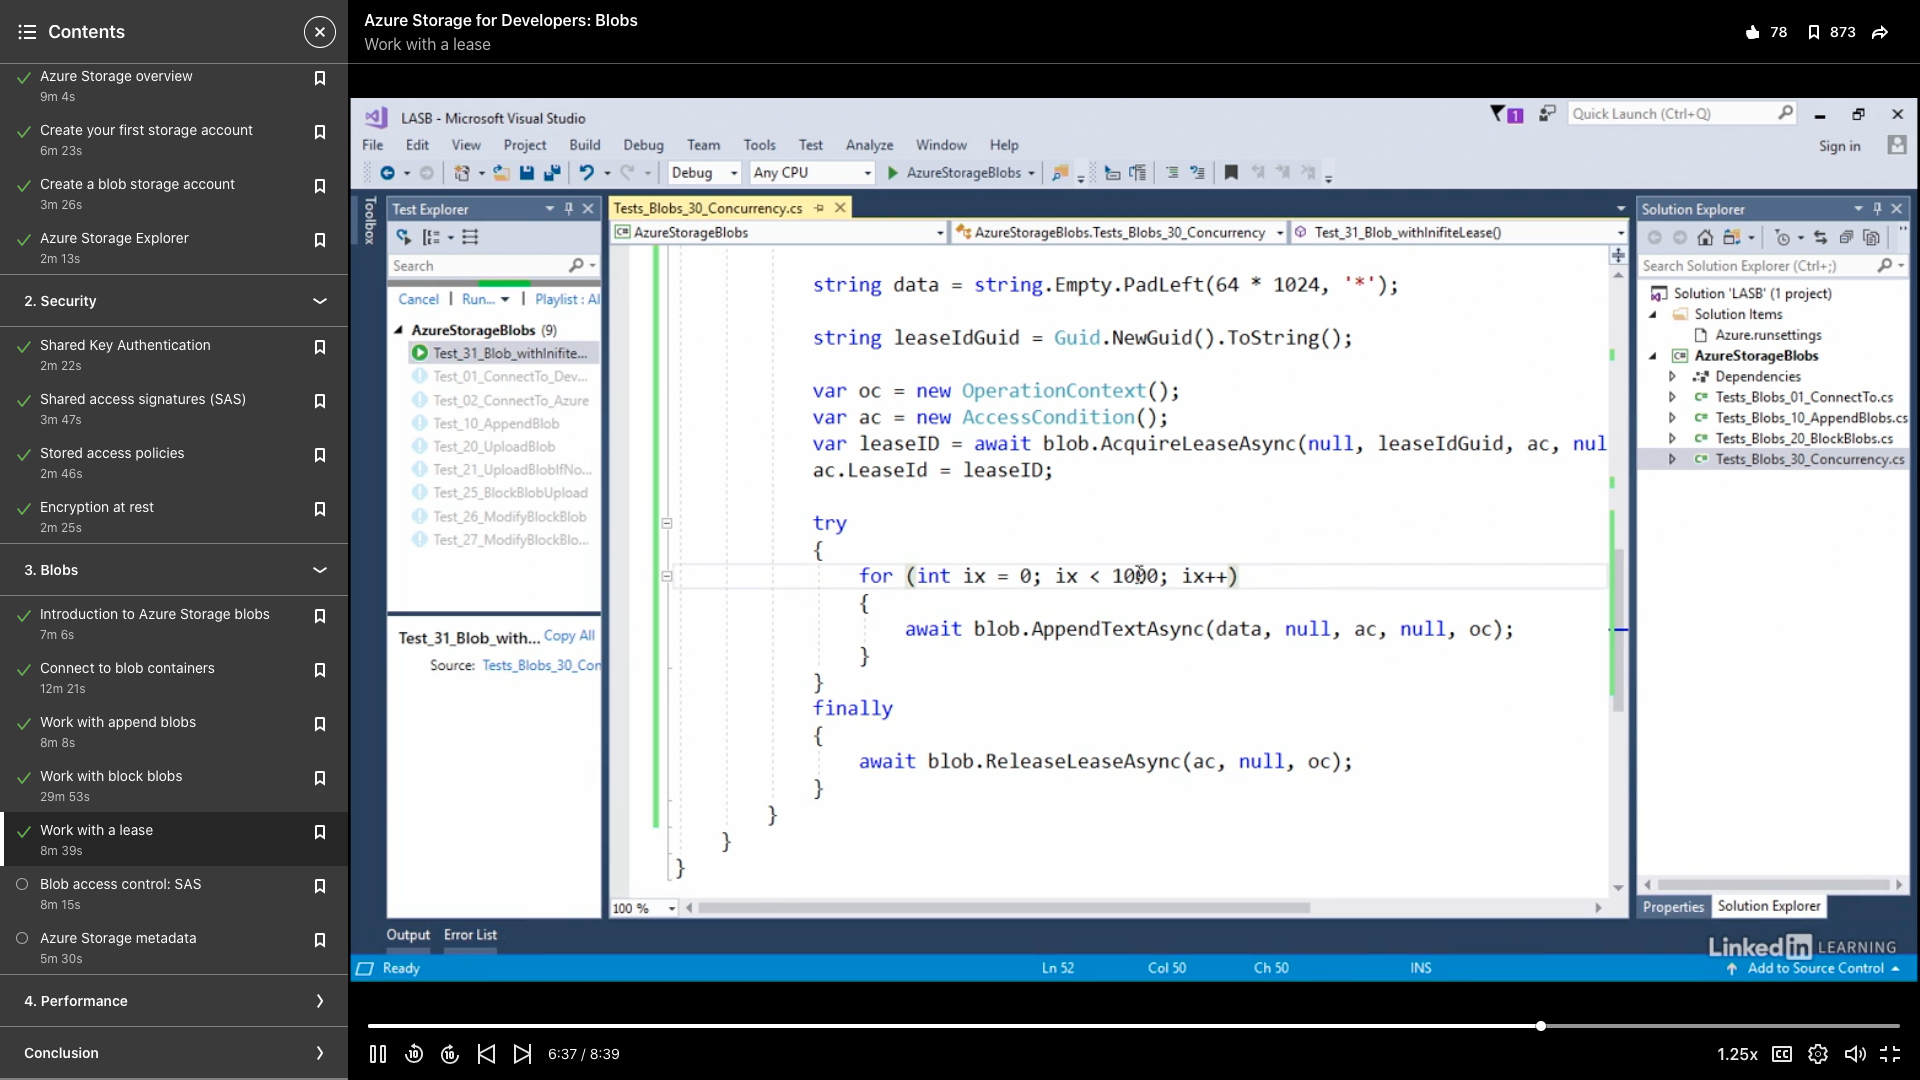 Contents
Azure Storage overview
9m 4s
Create your first storage account
6m 23s
Create a blob storage account
3m 26s
Azure Storage Explorer
2m 13s
2. Security
Shared Key Authentication
2m 22s
Shared access signatures (SAS)
3m 47s
Stored access policies
2m 46s
Encryption at rest
2m 25s
3. Blobs
Introduction to Azure Storage blobs
7m 6s
Connect to blob containers
12m 21s
Work with append blobs
8m 8s
Work with block blobs
29m 53s
Work with a lease
8m 39s
Blob access control: SAS
8m 15s
Azure Storage metadata
5m 30s
4. Performance
Conclusion
Azure Storage for Developers: Blobs
Work with a lease
78 873
LASB - Microsoft Visual Studio
1 Quick Launch (Ctrl+Q)
File Edit View Project Build Debug Team Tools Test Analyze Window Help Sign in
Debug Any CPU AzureStorageBlobs
Toolbox
Test Explorer
Search
Cancel | Run... | Playlist : Al
AzureStorageBlobs (9)
Test_31_Blob_withInifite...
Test_01_ConnectTo_Dev...
Test_02_ConnectTo_Azure
Test_10_AppendBlob
Test_20_UploadBlob
Test_21_UploadBlobIfNo...
Test_25_BlockBlobUpload
Test_26_ModifyBlockBlob
Test_27_ModifyBlockBlo...
Test_31_Blob_with... Copy All
Source: Tests_Blobs_30_Con
Tests_Blobs_30_Concurrency.cs
AzureStorageBlobs AzureStorageBlobs.Tests_Blobs_30_Concurrency Test_31_Blob_withInifiteLease()
string data = string.Empty.PadLeft(64 * 1024, '*');
string leaseIdGuid = Guid.NewGuid().ToString();
var oc = new OperationContext();
var ac = new AccessCondition();
var leaseID = await blob.AcquireLeaseAsync(null, leaseIdGuid, ac, nul
ac.LeaseId = leaseID;
try
{
for (int ix = 0; ix < 1000; ix++)
{
await blob.AppendTextAsync(data, null, ac, null, oc);
}
}
finally
{
await blob.ReleaseLeaseAsync(ac, null, oc);
}
}
}
}
100 %
Solution Explorer
Search Solution Explorer (Ctrl+;)
Solution 'LASB' (1 project)
Solution Items
Azure.runsettings
AzureStorageBlobs
Dependencies
Tests_Blobs_01_ConnectTo.cs
Tests_Blobs_10_AppendBlobs.cs
Tests_Blobs_20_BlockBlobs.cs
Tests_Blobs_30_Concurrency.cs
Properties Solution Explorer
Output Error List
Linked in LEARNING
Ready Ln 52 Col 50 Ch 50 INS Add to Source Control
10 10 6:37 / 8:39 1.25x CC